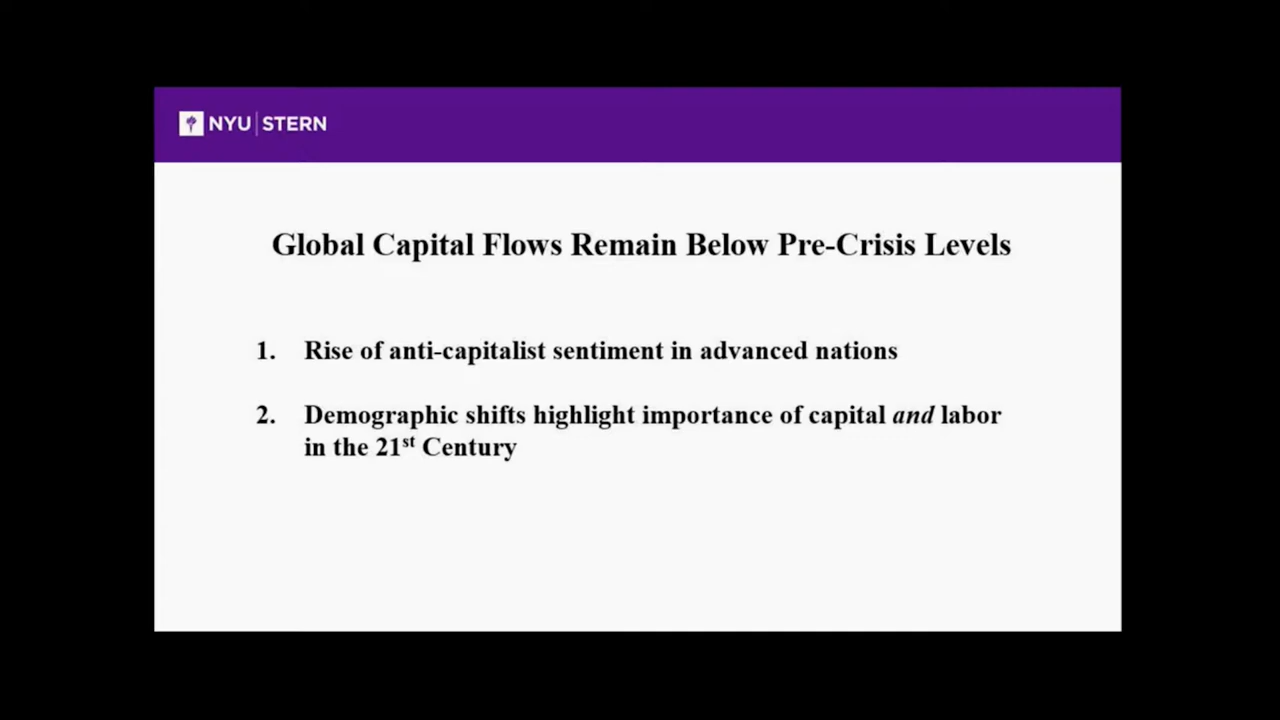 NYU | STERN
Global Capital Flows Remain Below Pre-Crisis Levels
1. Rise of anti-capitalist sentiment in advanced nations
2. Demographic shifts highlight importance of capital and labor
in the 21st Century